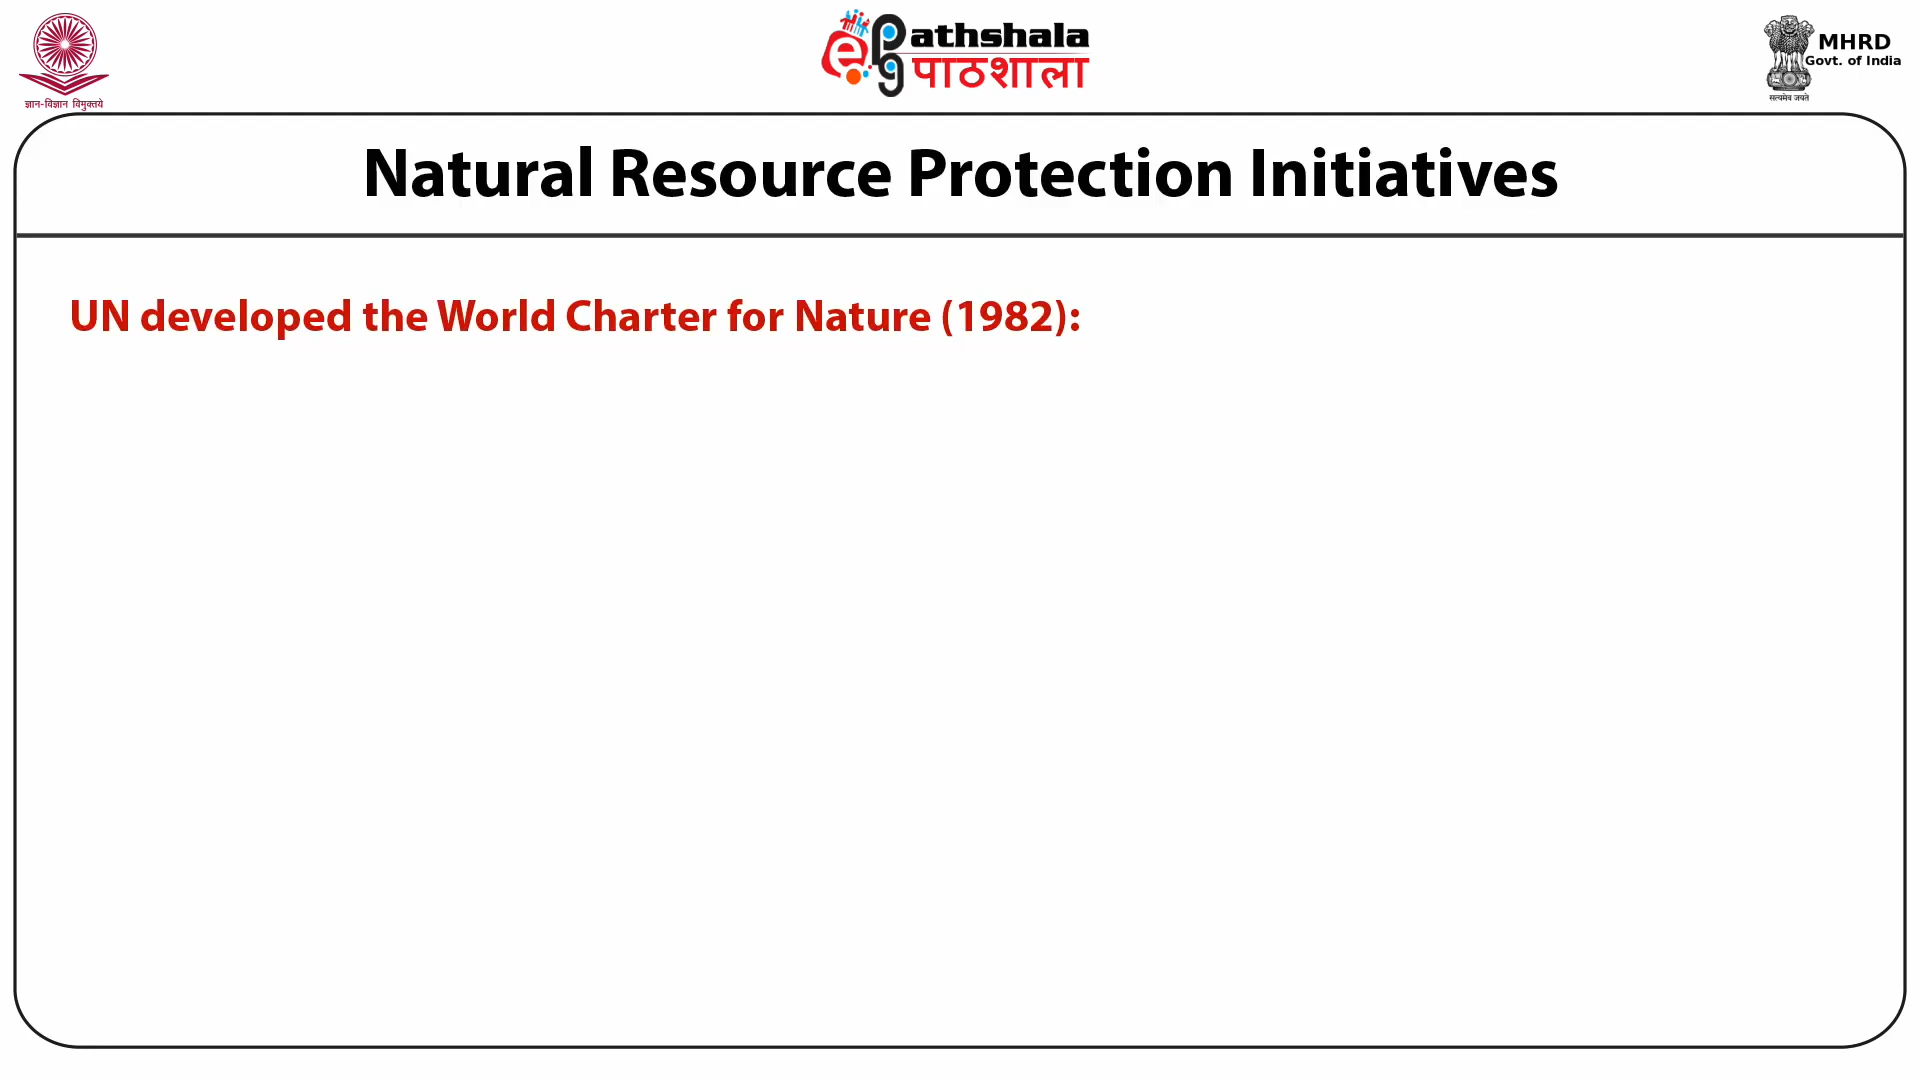 ज्ञान-विज्ञान विमुक्तये
ePGathshala
पाठशाला
MHRD
Govt. of India
सत्यमेव जयते
Natural Resource Protection Initiatives
UN developed the World Charter for Nature (1982):